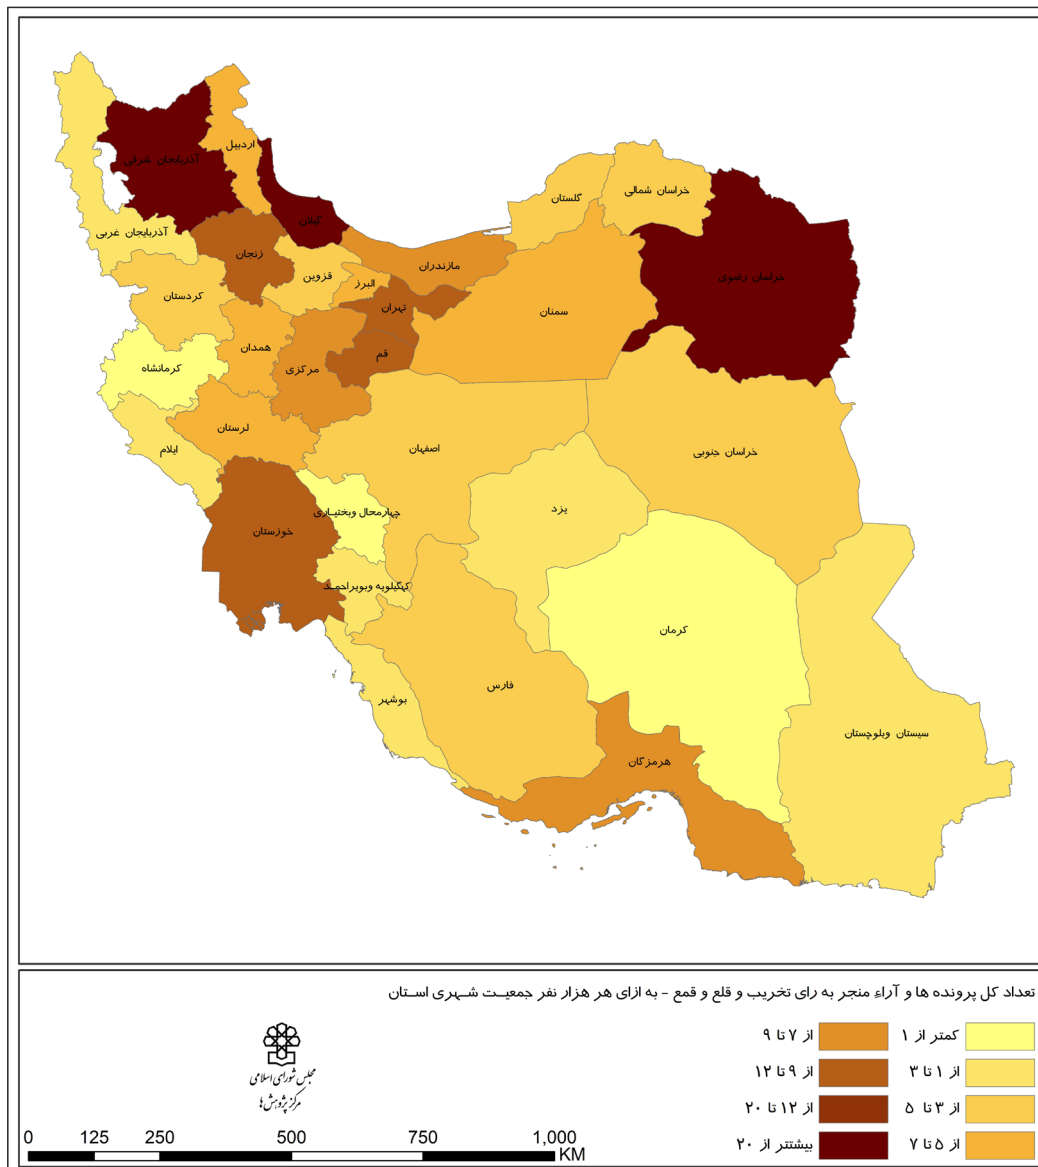 اردبیل
آذربایجان شرقی
خراسان شمالی
گلستان
گیلان
آذربایجان غربی
زنجان
مازندران
خراسان رضوی
قزوین
البرز
کردستان
تهران
سمنان
همدان
قم
کرمانشاه
مرکزی
لرستان
اصفهان
ایلام
خراسان جنوبی
چهارمحال وبختیاری
یزد
خوزستان
کهگیلویه وبویراحمد
کرمان
فارس
بوشهر
سیستان وبلوچستان
هرمزگان
تعداد کل پرونده ها و آراء منجر به رای تخریب و قلع و قمع - به ازای هر هزار نفر جمعیت شهری استان
کمتر از ۱
از ۱ تا ۳
از ۳ تا ۵
از ۵ تا ۷
از ۷ تا ۹
از ۹ تا ۱۲
از ۱۲ تا ۲۰
بیشتتر از ۲۰
مجلس شورای اسلامی
مرکز پژوهش ها
0 125 250 500 750 1,000
KM